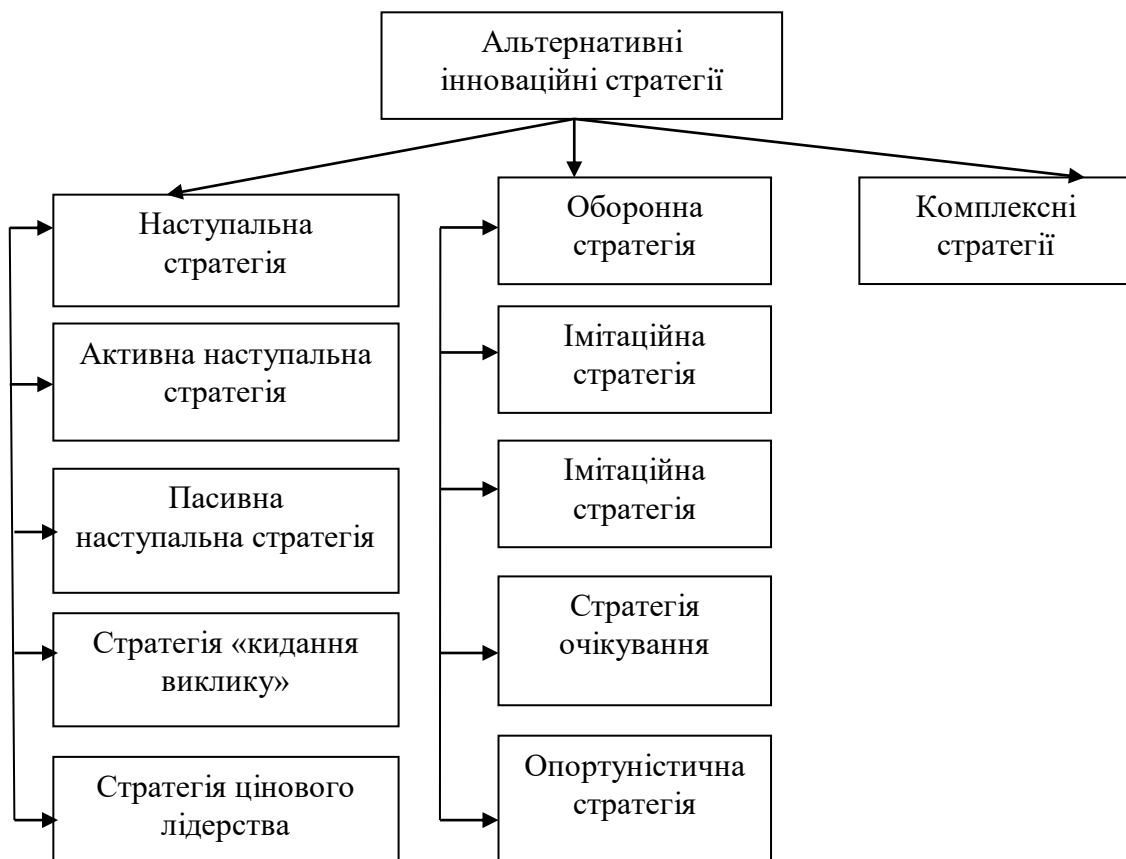 Альтернативні
інноваційні стратегії
Наступальна
стратегія
Оборонна
стратегія
Комплексні
стратегії
Активна наступальна
стратегія
Імітаційна
стратегія
Пасивна
наступальна стратегія
Імітаційна
стратегія
Стратегія «кидання
виклику»
Стратегія
очікування
Стратегія цінового
лідерства
Опортуністична
стратегія